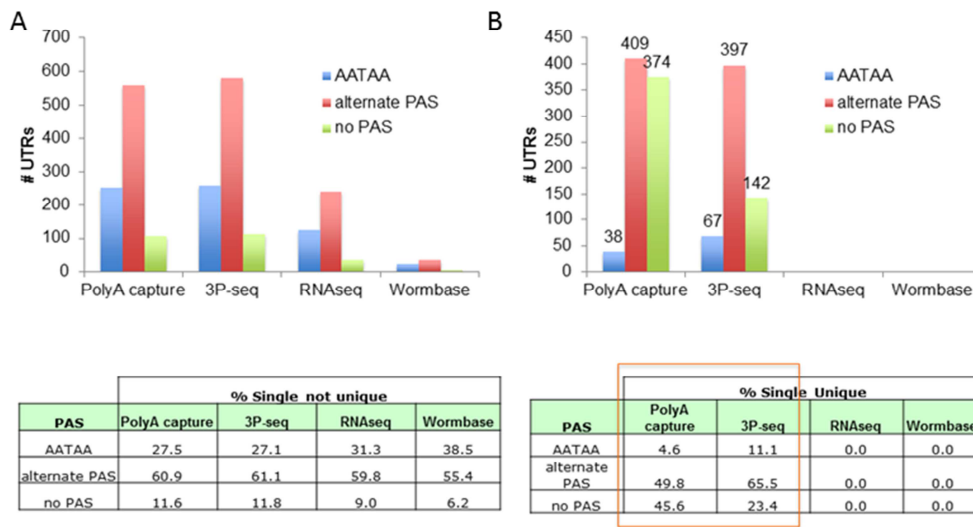 A
700
600
500
400
300
200
100
0
# UTRs
AATAA
alternate PAS
no PAS
PolyA capture 3P-seq RNAseq Wormbase
B
450
400
350
300
250
200
150
100
50
0
# UTRs
409
374
38
397
67
142
AATAA
alternate PAS
no PAS
PolyA capture 3P-seq RNAseq Wormbase
% Single not unique
PAS PolyA capture 3P-seq RNAseq Wormbase
AATAA 27.5 27.1 31.3 38.5
alternate PAS 60.9 61.1 59.8 55.4
no PAS 11.6 11.8 9.0 6.2
% Single Unique
PAS PolyA capture 3P-seq RNAseq Wormbase
AATAA 4.6 11.1 0.0 0.0
alternate PAS 49.8 65.5 0.0 0.0
no PAS 45.6 23.4 0.0 0.0